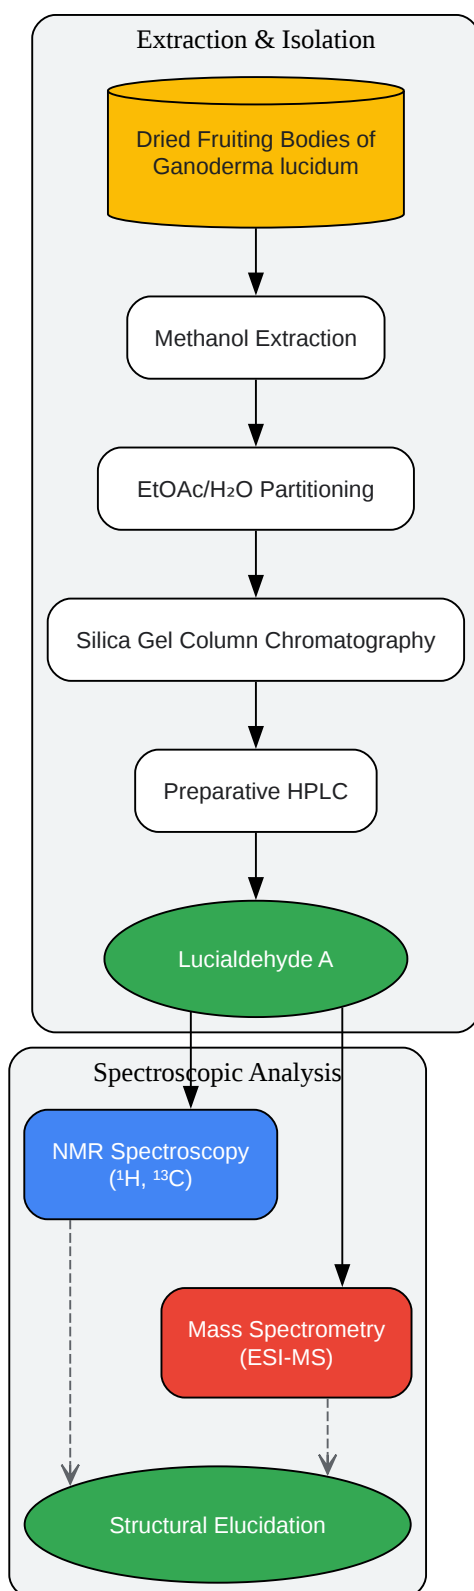 Extraction & Isolation
Dried Fruiting Bodies of
Ganoderma lucidum
Methanol Extraction
EtOAc/H₂O Partitioning
Silica Gel Column Chromatography
Preparative HPLC
Lucialdehyde A
Spectroscopic Analysis
NMR Spectroscopy
(¹H, ¹³C)
Mass Spectrometry
(ESI-MS)
Structural Elucidation